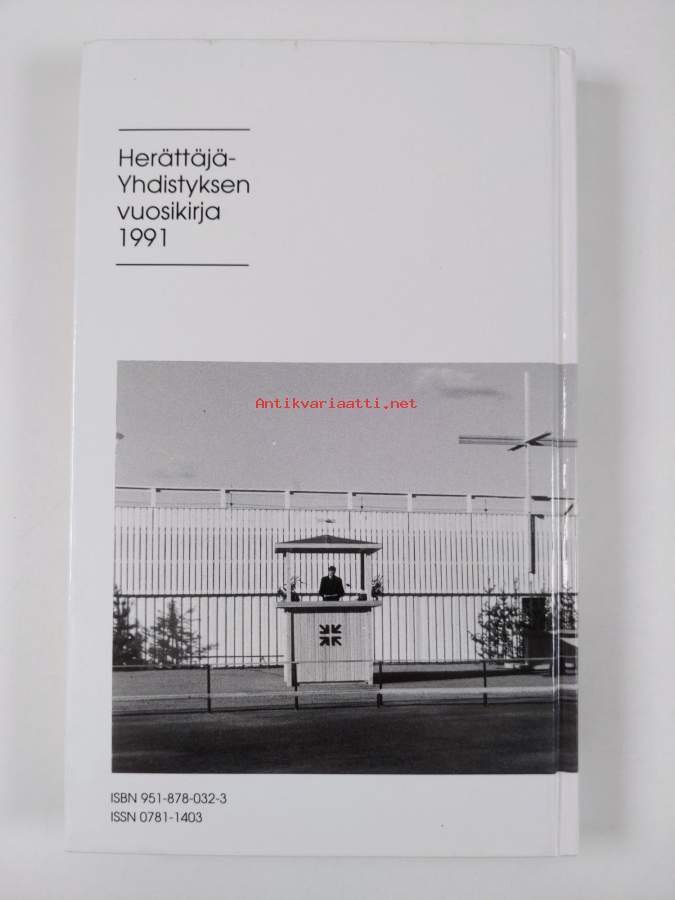 Herättäjä-
Yhdistyksen
vuosikirja
1991
Antikvariaatti.net
ISBN 951-878-032-3
ISSN 0781-1403